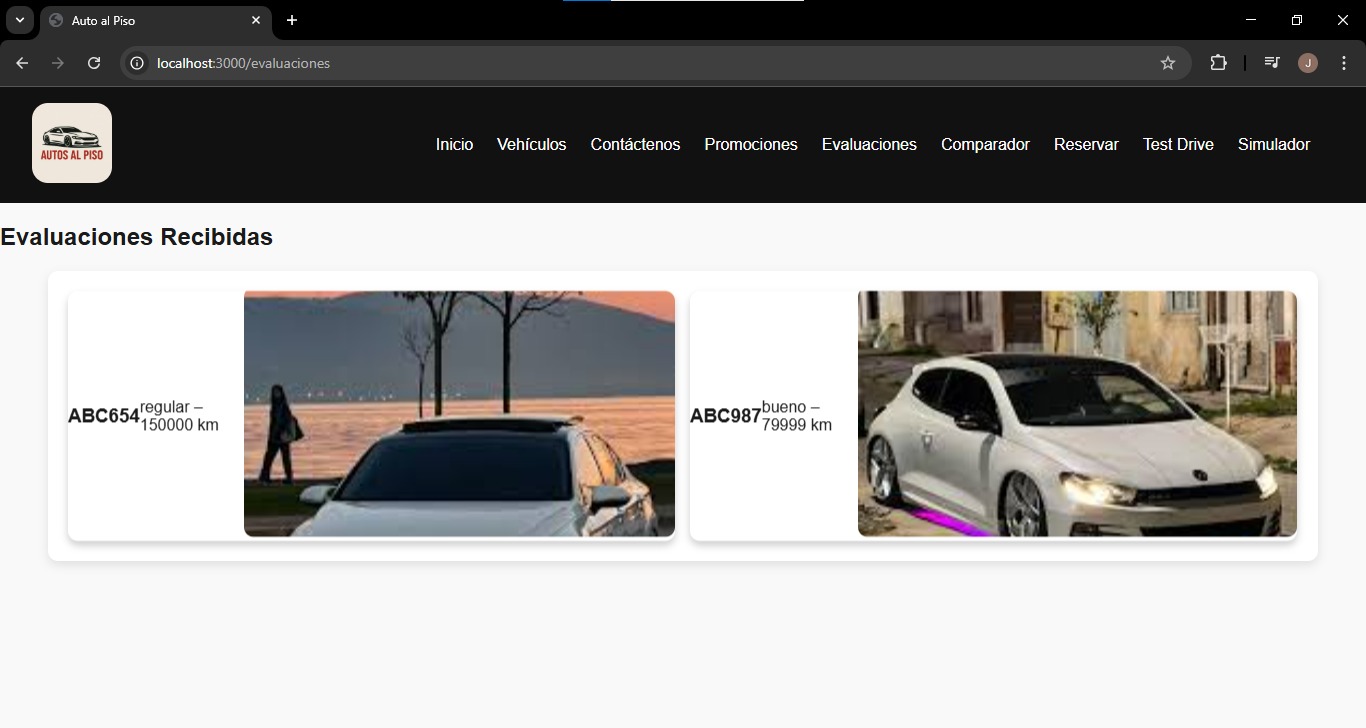 Auto al Piso
localhost:3000/evaluaciones
J
AUTOS AL PISO
Inicio Vehículos Contáctenos Promociones Evaluaciones Comparador Reservar Test Drive Simulador
Evaluaciones Recibidas
ABC654
regular –
150000 km
ABC987
bueno –
79999 km